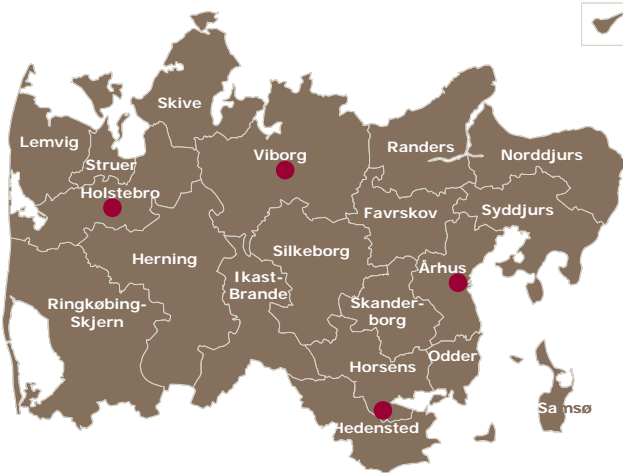 Skive
Lemvig
Struer
Viborg
Randers
Norddjurs
Holstebro
Favrskov
Syddjurs
Herning
Silkeborg
Århus
Ikast-
Brande
Ringkøbing-
Skjern
Skander-
borg
Horsens
Odder
Samsø
Hedensted